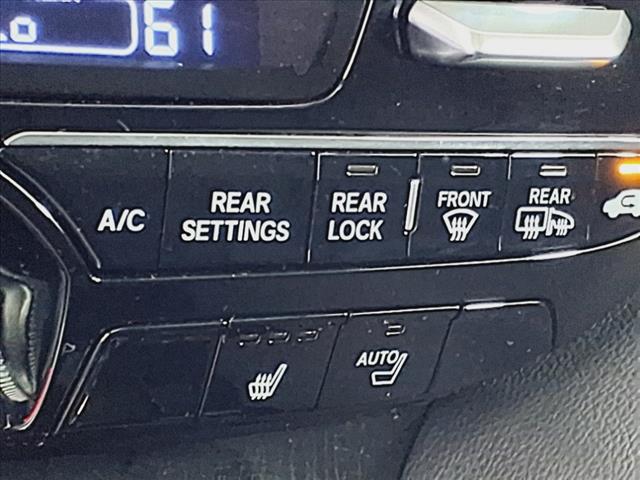 61
A/C
REAR
SETTINGS
REAR
LOCK
FRONT
REAR
AUTO